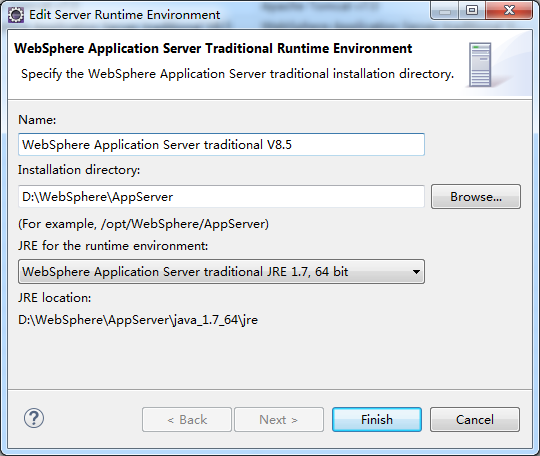 Edit Server Runtime Environment
WebSphere Application Server Traditional Runtime Environment
Specify the WebSphere Application Server traditional installation directory.
Name:
WebSphere Application Server traditional V8.5
Installation directory:
D:\WebSphere\AppServer
Browse...
(For example, /opt/WebSphere/AppServer)
JRE for the runtime environment:
WebSphere Application Server traditional JRE 1.7, 64 bit
JRE location:
D:\WebSphere\AppServer\java_1.7_64\jre
?
< Back
Next >
Finish
Cancel